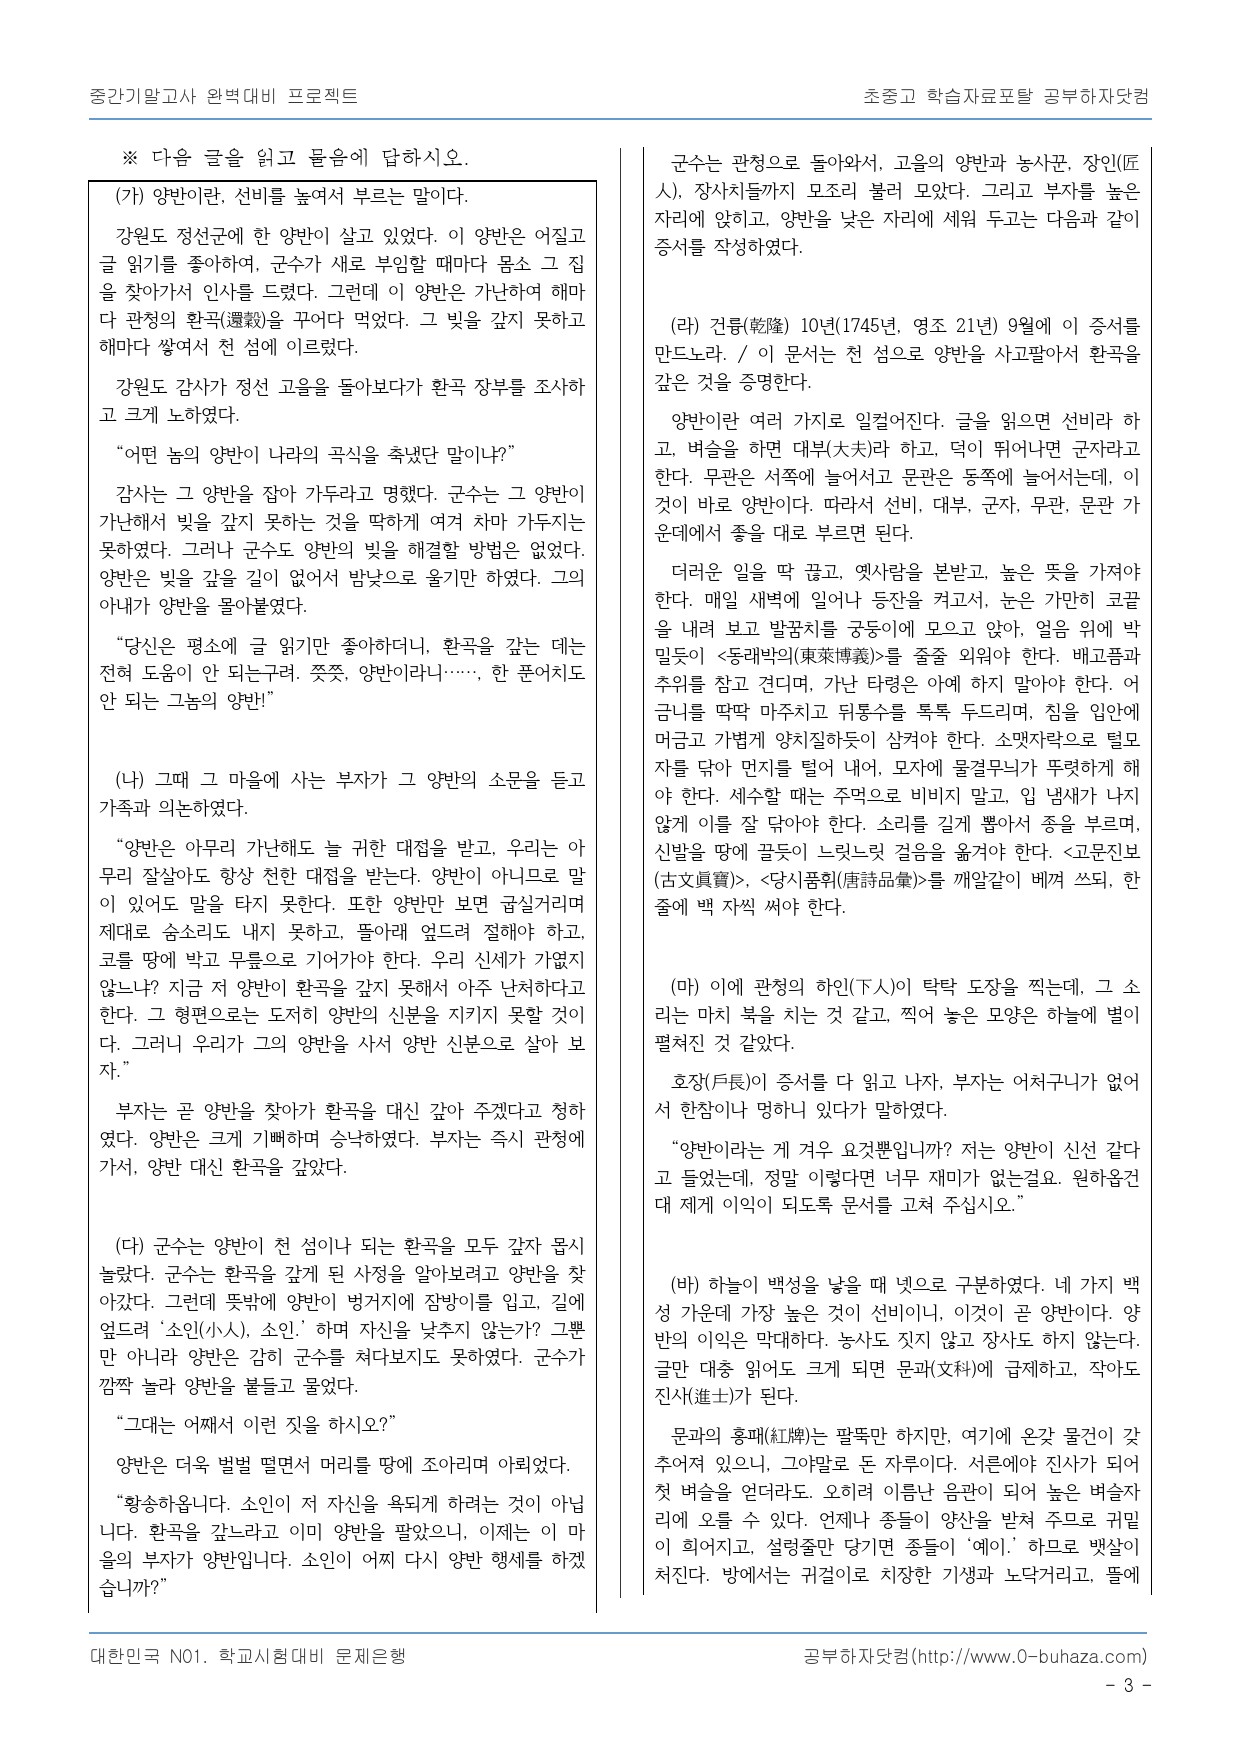 중간기말고사 완벽대비 프로젝트
초중고 학습자료포탈 공부하자닷컴
※ 다음 글을 읽고 물음에 답하시오.
(가) 양반이란, 선비를 높여서 부르는 말이다.
강원도 정선군에 한 양반이 살고 있었다. 이 양반은 어질고
글 읽기를 좋아하여, 군수가 새로 부임할 때마다 몸소 그 집
을 찾아가서 인사를 드렸다. 그런데 이 양반은 가난하여 해마
다 관청의 환곡(還穀)을 꾸어다 먹었다. 그 빚을 갚지 못하고
해마다 쌓여서 천 섬에 이르렀다.
강원도 감사가 정선 고을을 돌아보다가 환곡 장부를 조사하
고 크게 노하였다.
“어떤 놈의 양반이 나라의 곡식을 축냈단 말이냐?”
감사는 그 양반을 잡아 가두라고 명했다. 군수는 그 양반이
가난해서 빚을 갚지 못하는 것을 딱하게 여겨 차마 가두지는
못하였다. 그러나 군수도 양반의 빚을 해결할 방법은 없었다.
양반은 빚을 갚을 길이 없어서 밤낮으로 울기만 하였다. 그의
아내가 양반을 몰아붙였다.
“당신은 평소에 글 읽기만 좋아하더니, 환곡을 갚는 데는
전혀 도움이 안 되는구려. 쯧쯧, 양반이라니……, 한 푼어치도
안 되는 그놈의 양반!”
(나) 그때 그 마을에 사는 부자가 그 양반의 소문을 듣고
가족과 의논하였다.
“양반은 아무리 가난해도 늘 귀한 대접을 받고, 우리는 아
무리 잘살아도 항상 천한 대접을 받는다. 양반이 아니므로 말
이 있어도 말을 타지 못한다. 또한 양반만 보면 굽실거리며
제대로 숨소리도 내지 못하고, 뜰아래 엎드려 절해야 하고,
코를 땅에 박고 무릎으로 기어가야 한다. 우리 신세가 가엾지
않느냐? 지금 저 양반이 환곡을 갚지 못해서 아주 난처하다고
한다. 그 형편으로는 도저히 양반의 신분을 지키지 못할 것이
다. 그러니 우리가 그의 양반을 사서 양반 신분으로 살아 보
자.”
부자는 곧 양반을 찾아가 환곡을 대신 갚아 주겠다고 청하
였다. 양반은 크게 기뻐하며 승낙하였다. 부자는 즉시 관청에
가서, 양반 대신 환곡을 갚았다.
(다) 군수는 양반이 천 섬이나 되는 환곡을 모두 갚자 몹시
놀랐다. 군수는 환곡을 갚게 된 사정을 알아보려고 양반을 찾
아갔다. 그런데 뜻밖에 양반이 벙거지에 잠방이를 입고, 길에
엎드려 ‘소인(小人), 소인.’ 하며 자신을 낮추지 않는가? 그뿐
만 아니라 양반은 감히 군수를 쳐다보지도 못하였다. 군수가
깜짝 놀라 양반을 붙들고 물었다.
“그대는 어째서 이런 짓을 하시오?”
양반은 더욱 벌벌 떨면서 머리를 땅에 조아리며 아뢰었다.
“황송하옵니다. 소인이 저 자신을 욕되게 하려는 것이 아닙
니다. 환곡을 갚느라고 이미 양반을 팔았으니, 이제는 이 마
을의 부자가 양반입니다. 소인이 어찌 다시 양반 행세를 하겠
습니까?”
군수는 관청으로 돌아와서, 고을의 양반과 농사꾼, 장인(匠
人), 장사치들까지 모조리 불러 모았다. 그리고 부자를 높은
자리에 앉히고, 양반을 낮은 자리에 세워 두고는 다음과 같이
증서를 작성하였다.
(라) 건륭(乾隆) 10년(1745년, 영조 21년) 9월에 이 증서를
만드노라. / 이 문서는 천 섬으로 양반을 사고팔아서 환곡을
갚은 것을 증명한다.
양반이란 여러 가지로 일컬어진다. 글을 읽으면 선비라 하
고, 벼슬을 하면 대부(大夫)라 하고, 덕이 뛰어나면 군자라고
한다. 무관은 서쪽에 늘어서고 문관은 동쪽에 늘어서는데, 이
것이 바로 양반이다. 따라서 선비, 대부, 군자, 무관, 문관 가
운데에서 좋을 대로 부르면 된다.
더러운 일을 딱 끊고, 옛사람을 본받고, 높은 뜻을 가져야
한다. 매일 새벽에 일어나 등잔을 켜고서, 눈은 가만히 코끝
을 내려 보고 발꿈치를 궁둥이에 모으고 앉아, 얼음 위에 박
밀듯이 <동래박의(東萊博義)>를 줄줄 외워야 한다. 배고픔과
추위를 참고 견디며, 가난 타령은 아예 하지 말아야 한다. 어
금니를 딱딱 마주치고 뒤통수를 톡톡 두드리며, 침을 입안에
머금고 가볍게 양치질하듯이 삼켜야 한다. 소맷자락으로 털모
자를 닦아 먼지를 털어 내어, 모자에 물결무늬가 뚜렷하게 해
야 한다. 세수할 때는 주먹으로 비비지 말고, 입 냄새가 나지
않게 이를 잘 닦아야 한다. 소리를 길게 뽑아서 종을 부르며,
신발을 땅에 끌듯이 느릿느릿 걸음을 옮겨야 한다. <고문진보
(古文眞寶)>, <당시품휘(唐詩品彙)>를 깨알같이 베껴 쓰되, 한
줄에 백 자씩 써야 한다.
(마) 이에 관청의 하인(下人)이 탁탁 도장을 찍는데, 그 소
리는 마치 북을 치는 것 같고, 찍어 놓은 모양은 하늘에 별이
펼쳐진 것 같았다.
호장(戶長)이 증서를 다 읽고 나자, 부자는 어처구니가 없어
서 한참이나 멍하니 있다가 말하였다.
“양반이라는 게 겨우 요것뿐입니까? 저는 양반이 신선 같다
고 들었는데, 정말 이렇다면 너무 재미가 없는걸요. 원하옵건
대 제게 이익이 되도록 문서를 고쳐 주십시오.”
(바) 하늘이 백성을 낳을 때 넷으로 구분하였다. 네 가지 백
성 가운데 가장 높은 것이 선비이니, 이것이 곧 양반이다. 양
반의 이익은 막대하다. 농사도 짓지 않고 장사도 하지 않는다.
글만 대충 읽어도 크게 되면 문과(文科)에 급제하고, 작아도
진사(進士)가 된다.
문과의 홍패(紅牌)는 팔뚝만 하지만, 여기에 온갖 물건이 갖
추어져 있으니, 그야말로 돈 자루이다. 서른에야 진사가 되어
첫 벼슬을 얻더라도. 오히려 이름난 음관이 되어 높은 벼슬자
리에 오를 수 있다. 언제나 종들이 양산을 받쳐 주므로 귀밑
이 희어지고, 설렁줄만 당기면 종들이 ‘예이.’ 하므로 뱃살이
처진다. 방에서는 귀걸이로 치장한 기생과 노닥거리고, 뜰에
대한민국 N01. 학교시험대비 문제은행
공부하자닷컴(http://www.0-buhaza.com)
- 3 -